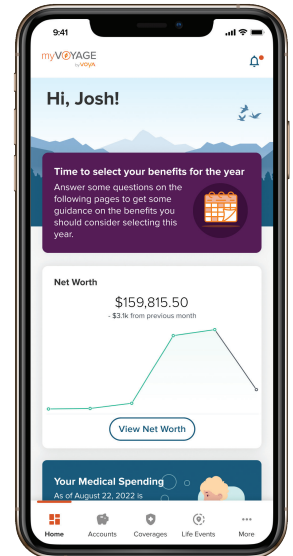 9:41
myVOYAGE
by VOYA
Hi, Josh!
Time to select your benefits for the year
Answer some questions on the
following pages to get some
guidance on the benefits you
should consider selecting this
year.
Net Worth
$159,815.50
- $3.1k from previous month
View Net Worth
Your Medical Spending
As of August 22, 2022 is
Home Accounts Coverages Life Events More